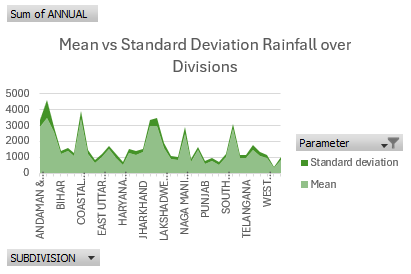 Sum of ANNUAL
Mean vs Standard Deviation Rainfall over
Divisions
5000
4000
3000
2000
1000
0
ANDAMAN &...
BIHAR
COASTAL...
EAST UTTAR...
HARYANA...
JHARKHAND
LAKSHADWE...
NAGA MANI...
PUNJAB
SOUTH...
TELANGANA
WEST...
Parameter
Standard deviation
Mean
SUBDIVISION